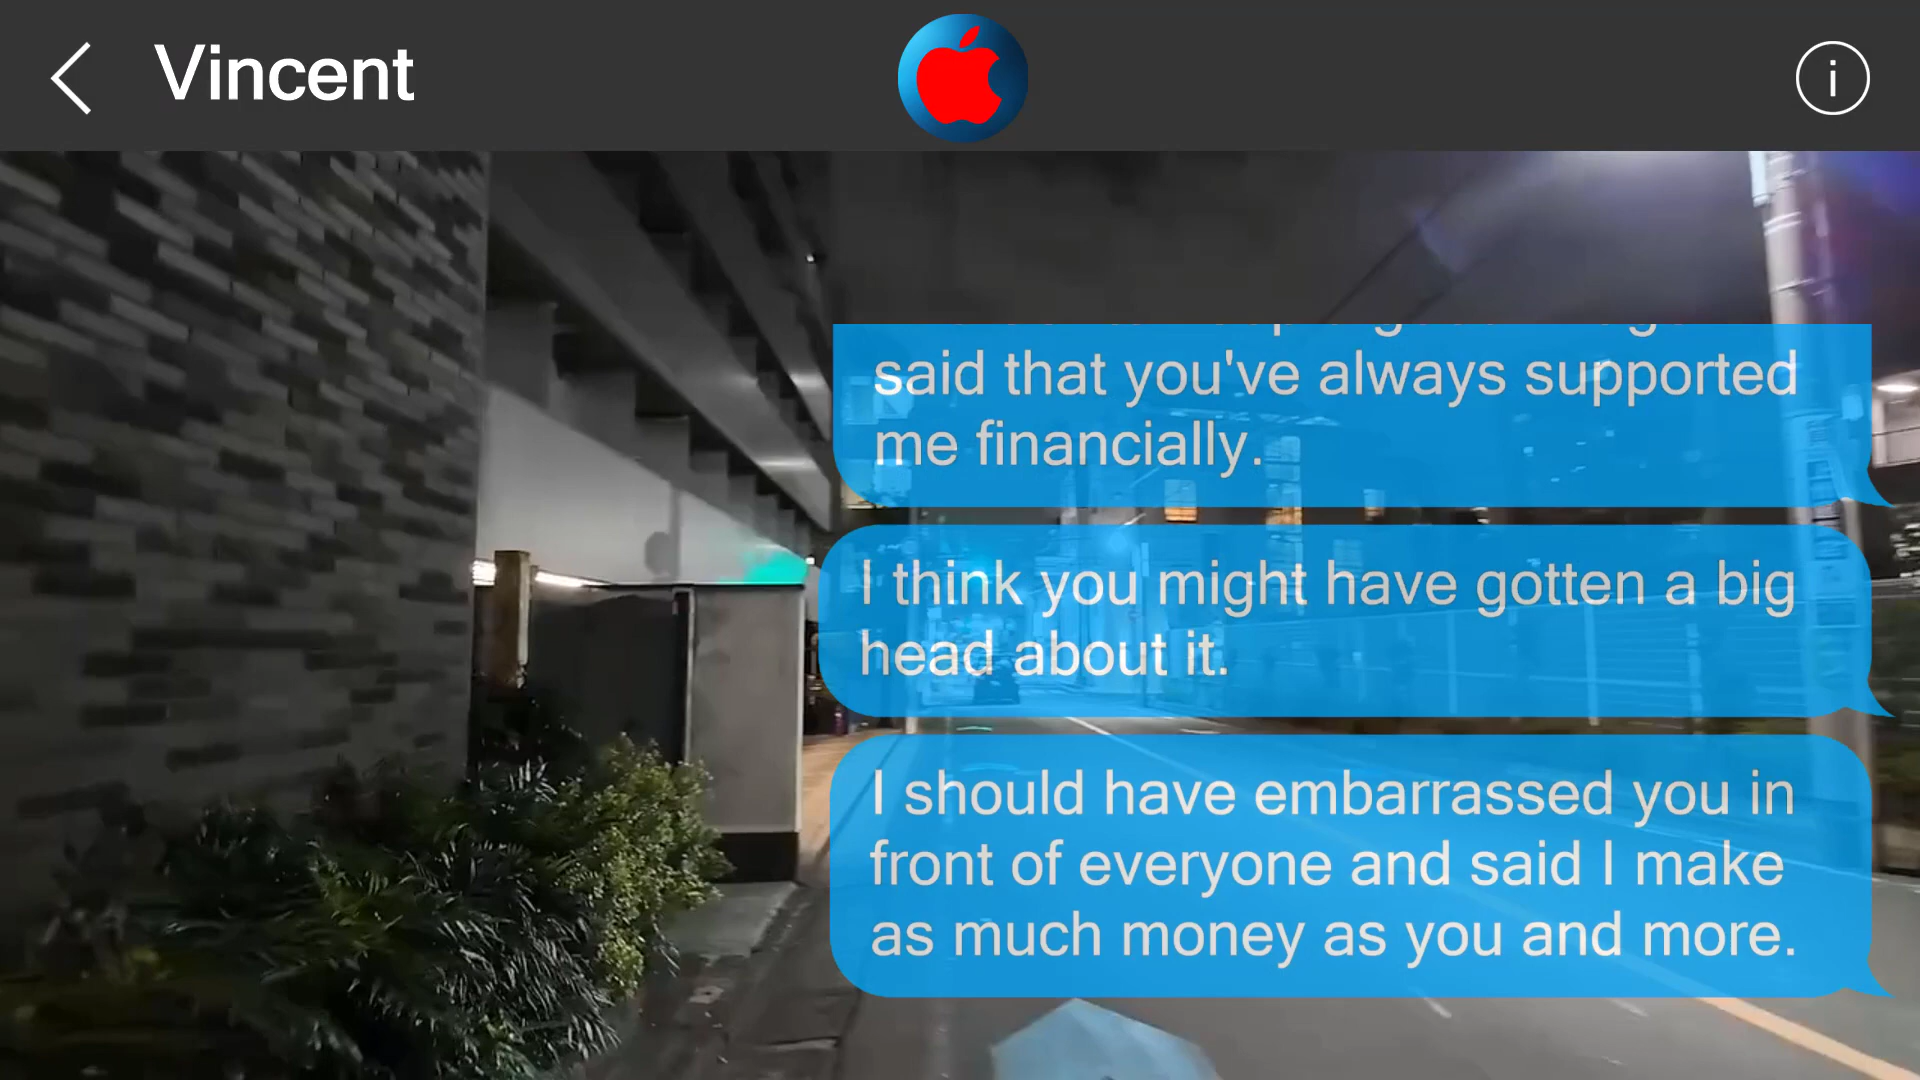 Vincent
i
said that you've always supported
me financially.
I think you might have gotten a big
head about it.
I should have embarrassed you in
front of everyone and said I make
as much money as you and more.